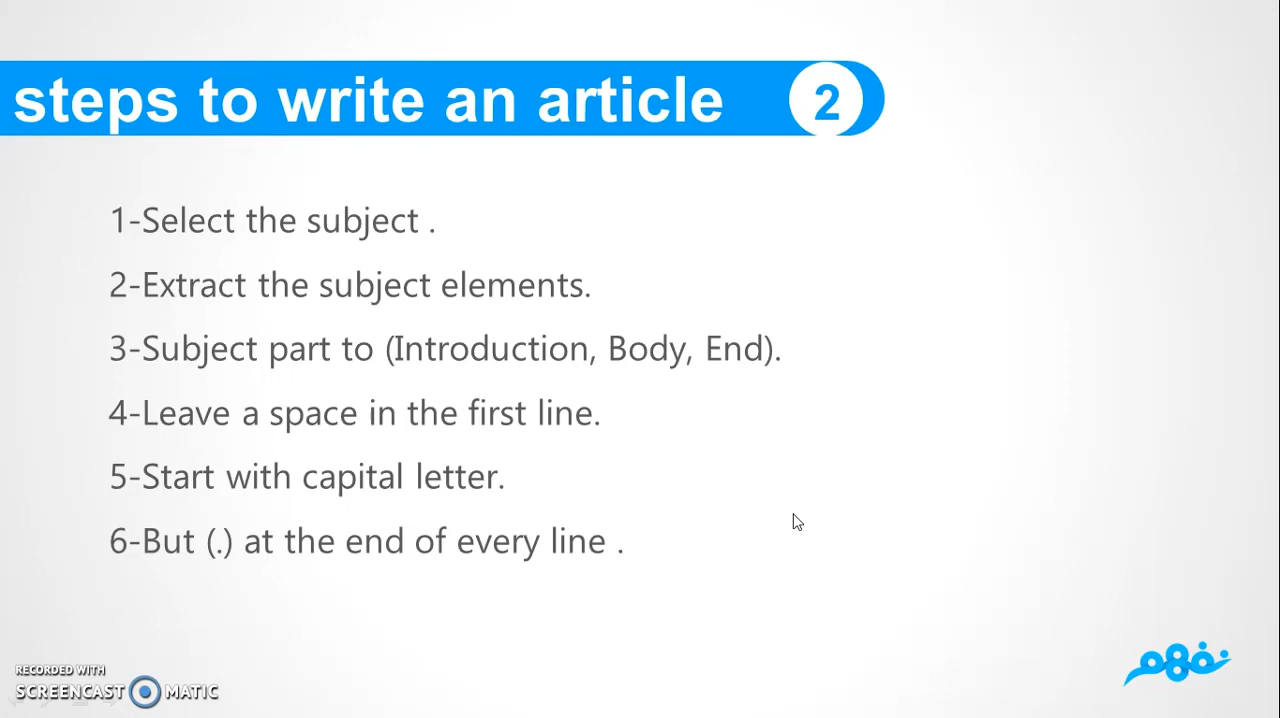 steps to write an article 2
1-Select the subject .
2-Extract the subject elements.
3-Subject part to (Introduction, Body, End).
4-Leave a space in the first line.
5-Start with capital letter.
6-But (.) at the end of every line .
RECORDED WITH
SCREENCAST MATIC
نفهم